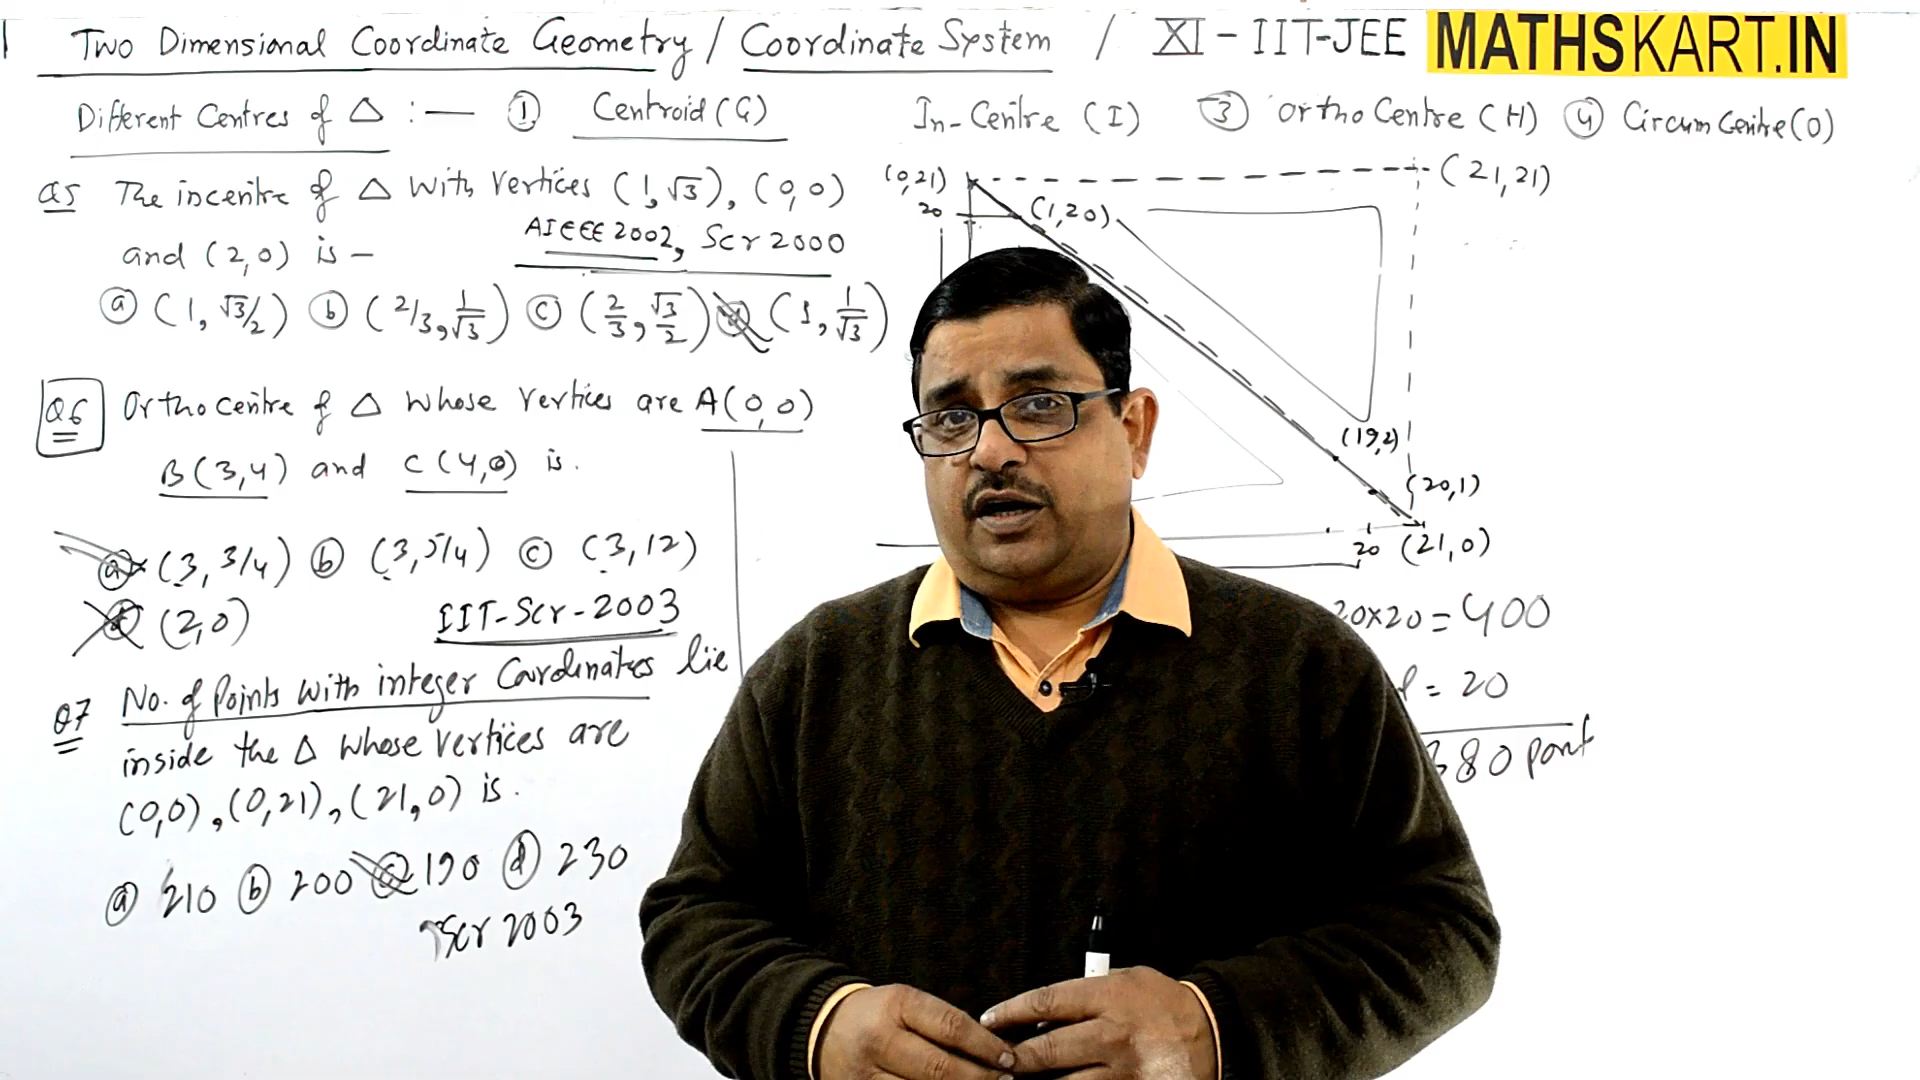 Two Dimensional Coordinate Geometry / Coordinate System / XI - IIT-JEE MATHSKART.IN
Different Centres of △ :— ① Centroid (G) In-Centre (I) ③ Ortho Centre (H) ④ Circum Centre (O)
Q5 The incentre of △ with vertices (1,√3), (0,0)
and (2,0) is —
AIEEE 2002, Scr 2000
ⓐ (1, √3/2) ⓑ (2/3, 1/√3) ⓒ (2/3, √3/2) ⓓ (1, 1/√3)
Q6 Ortho centre of △ whose vertices are A(0,0)
B(3,4) and C(4,0) is.
ⓐ (3, 3/4) ⓑ (3, 5/4) ⓒ (3,12)
ⓓ (2,0) IIT-Scr-2003
Q7 No. of Points with integer Coordinates lie
inside the △ whose vertices are
(0,0), (0,21), (21,0) is.
ⓐ 210 ⓑ 200 ⓒ 190 ⓓ 230
Scr 2003
(0,21) (21,21)
20 (1,20)
(19,2)
(20,1)
20 (21,0)
20x20 = 400
= 20
380 point